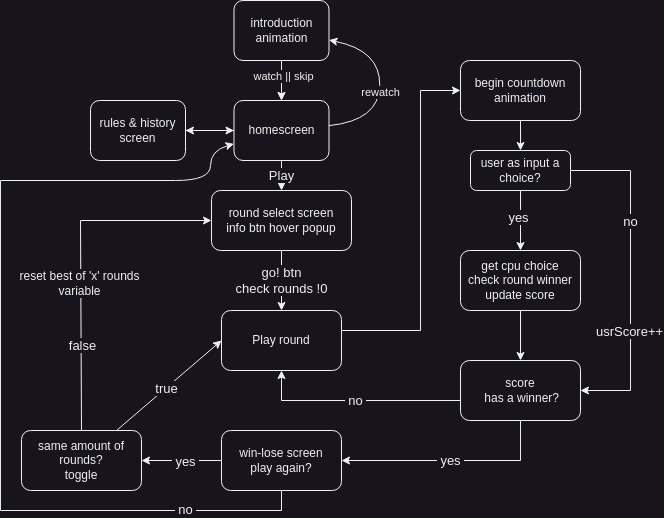 introduction
animation
watch || skip
rewatch
rules & history
screen
homescreen
begin countdown
animation
Play
user as input a
choice?
round select screen
info btn hover popup
yes
no
go! btn
check rounds !0
get cpu choice
check round winner
update score
reset best of 'x' rounds
variable
Play round
usrScore++
false
true
no
score
has a winner?
same amount of
rounds?
toggle
yes
win-lose screen
play again?
yes
no